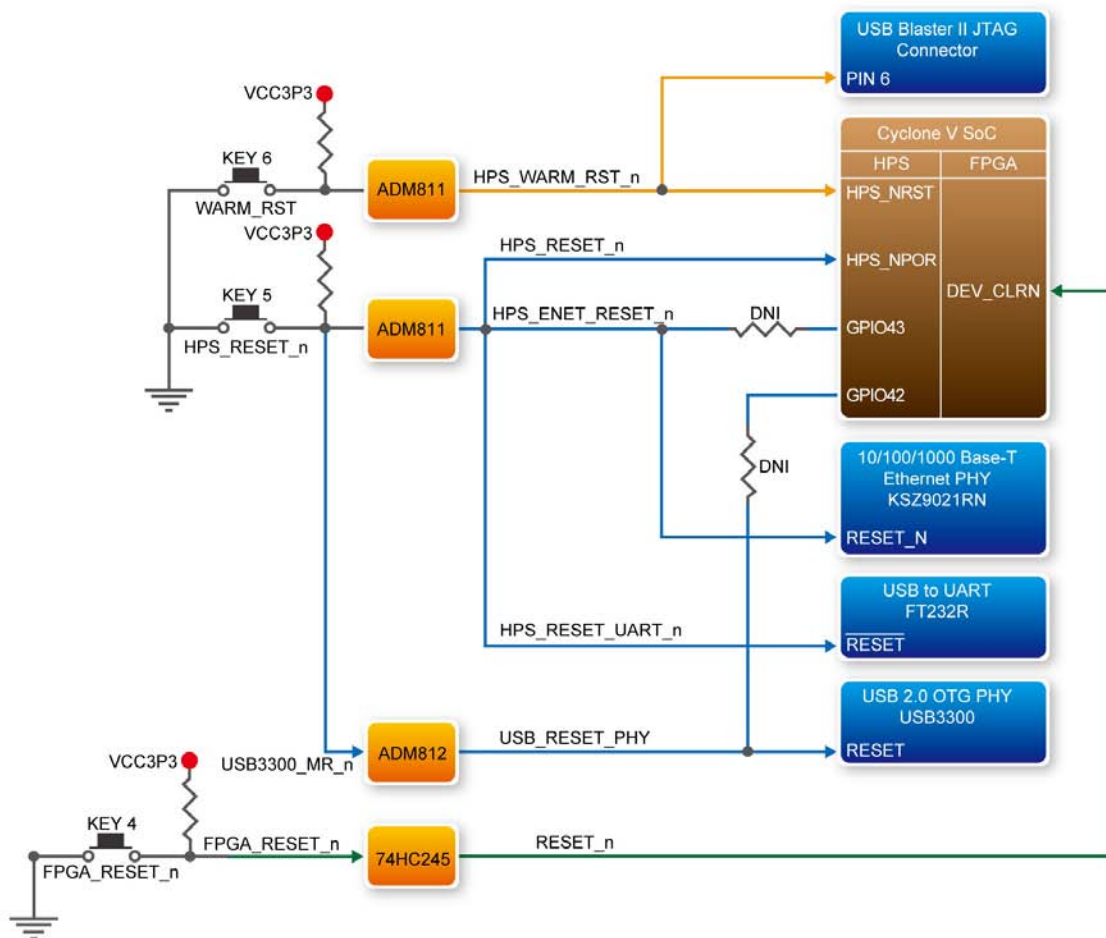 USB Blaster II JTAG
Connector
PIN 6
VCC3P3
Cyclone V SoC
HPS
FPGA
KEY 6
WARM_RST
ADM811
HPS_WARM_RST_n
HPS_NRST
VCC3P3
HPS_RESET_n
HPS_NPOR
DEV_CLRN
KEY 5
HPS_RESET_n
ADM811
HPS_ENET_RESET_n
DNI
GPIO43
GPIO42
DNI
10/100/1000 Base-T
Ethernet PHY
KSZ9021RN
RESET_N
USB to UART
FT232R
HPS_RESET_UART_n
RESET
USB 2.0 OTG PHY
USB3300
RESET
USB3300_MR_n
ADM812
USB_RESET_PHY
VCC3P3
KEY 4
FPGA_RESET_n
FPGA_RESET_n
74HC245
RESET_n